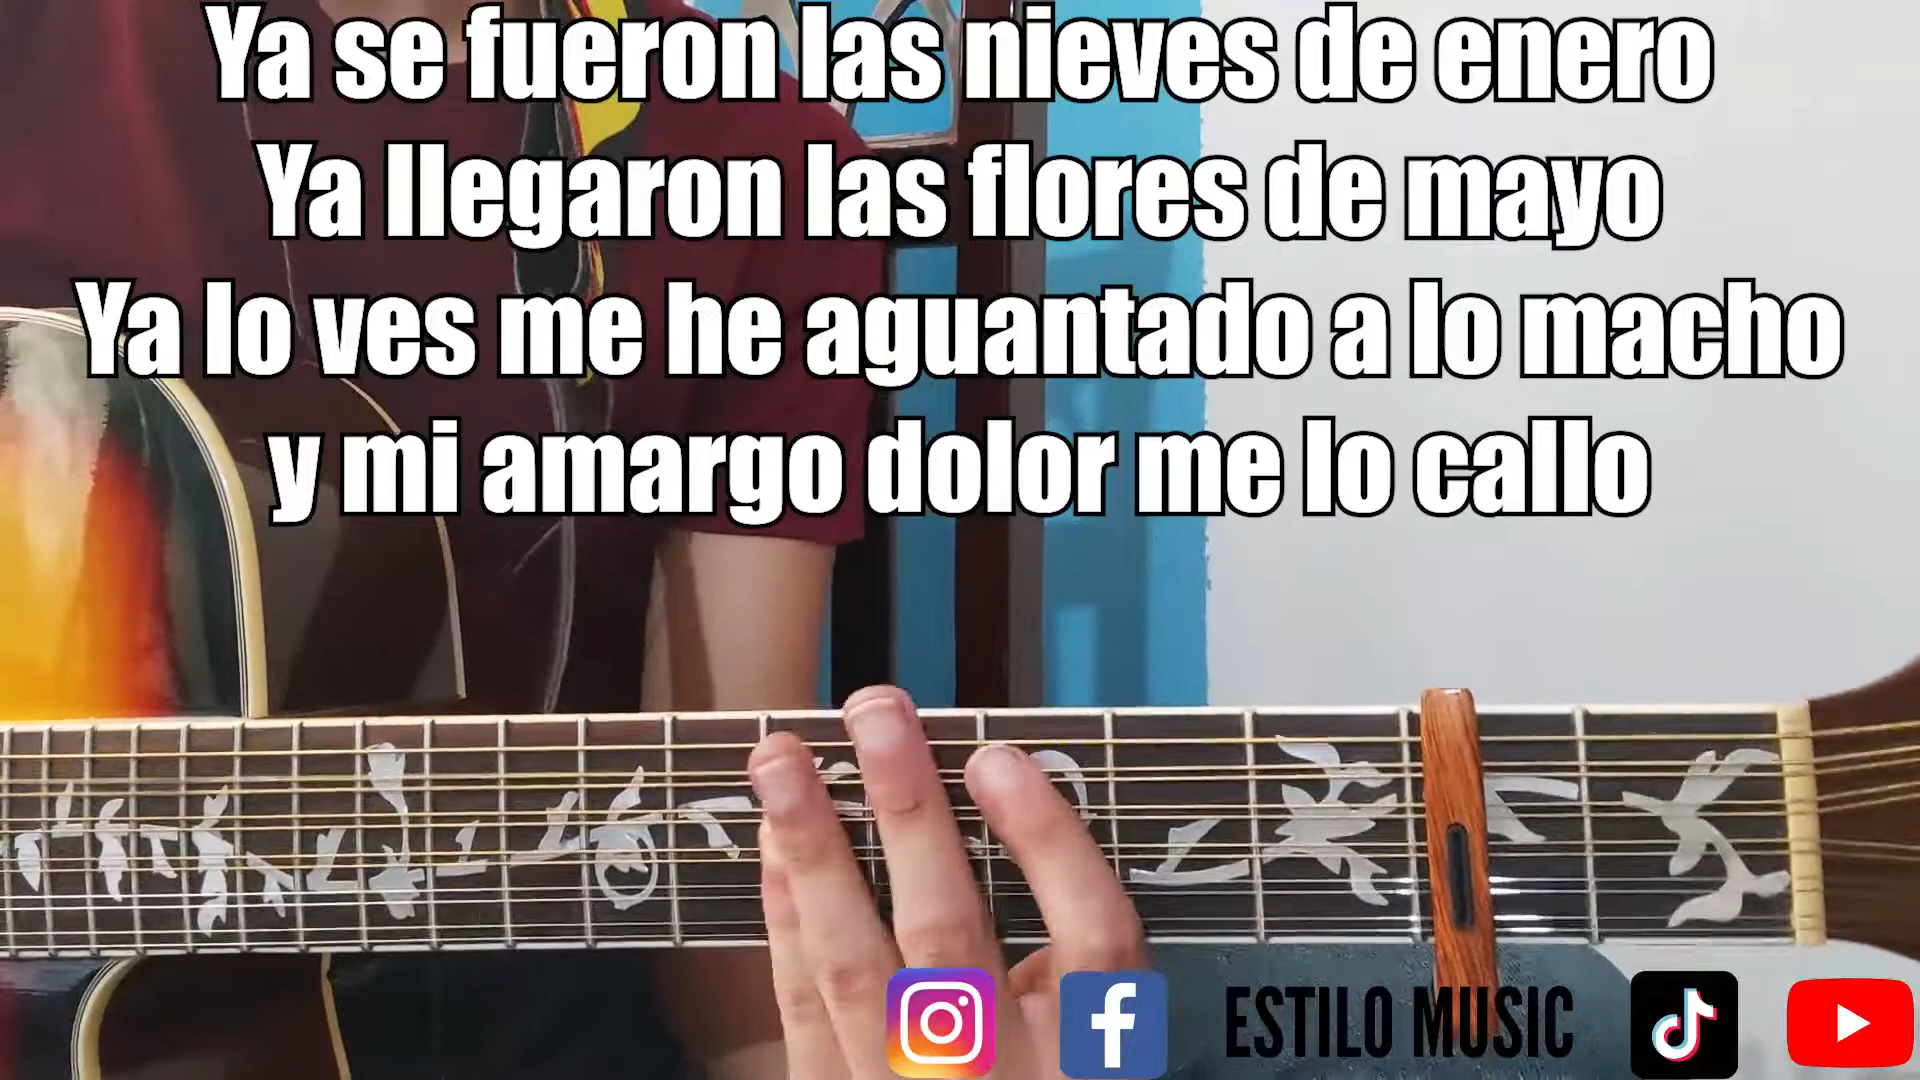 Ya se fueron las nieves de enero
Ya llegaron las flores de mayo
Ya lo ves me he aguantado a lo macho
y mi amargo dolor me lo callo
ESTILO MUSIC